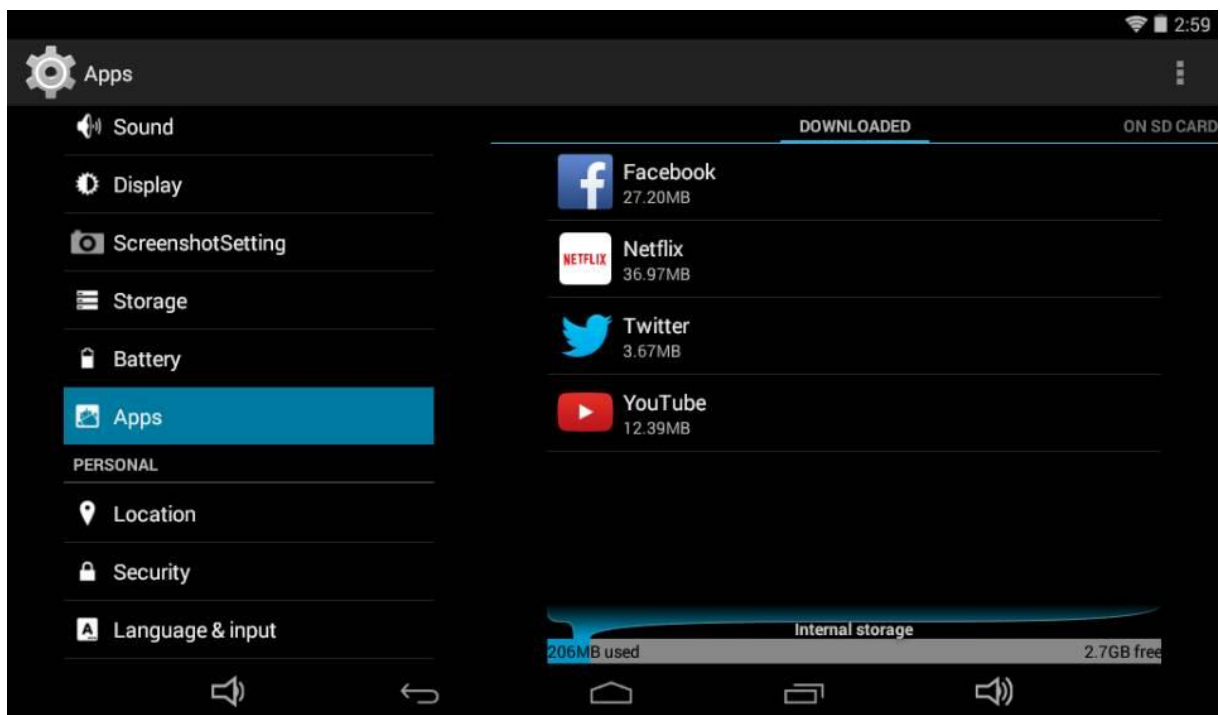 2:59
Apps
Sound
Display
ScreenshotSetting
Storage
Battery
Apps
PERSONAL
Location
Security
Language & input
DOWNLOADED
ON SD CARD
Facebook
27.20MB
NETFLIX
Netflix
36.97MB
Twitter
3.67MB
YouTube
12.39MB
Internal storage
206MB used
2.7GB free